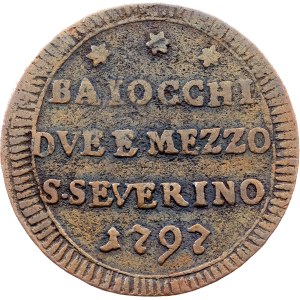 BAIOCCHI
DVE E MEZZO
S. SEVERINO
1797